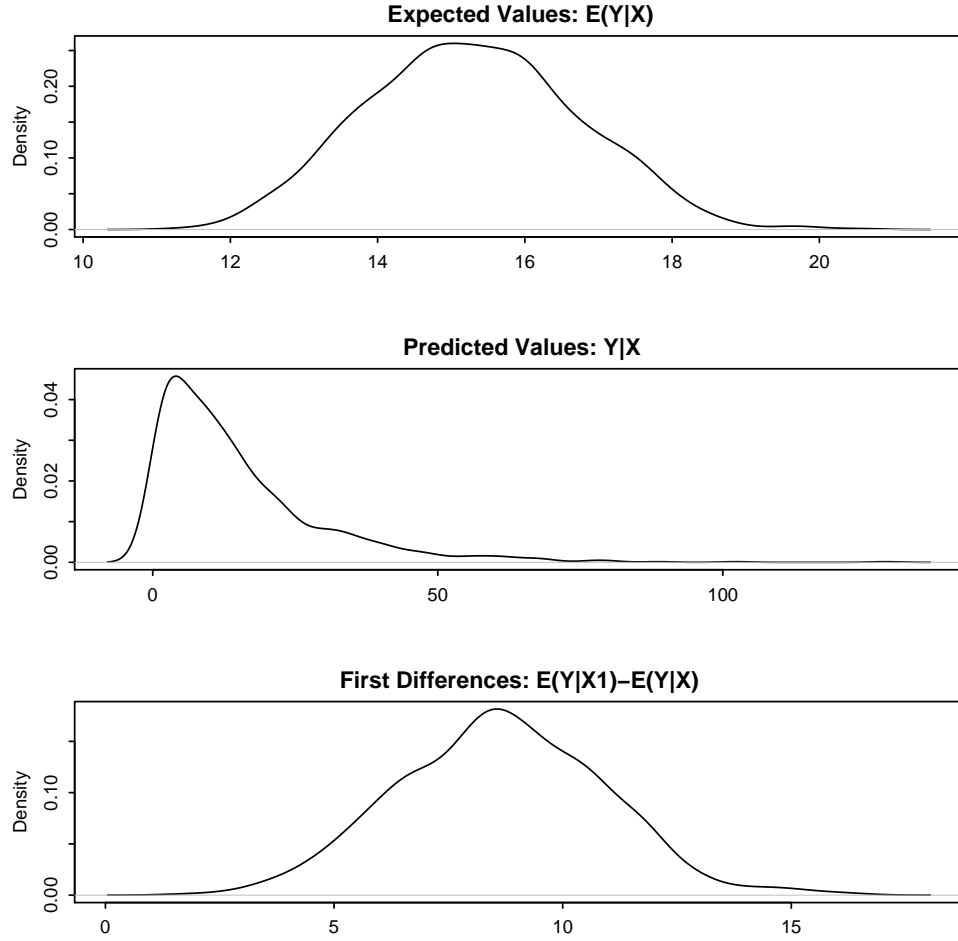 Expected Values: E(Y|X)
Density
0.00 0.10 0.20
10 12 14 16 18 20
Predicted Values: Y|X
Density
0.00 0.02 0.04
0 50 100
First Differences: E(Y|X1)−E(Y|X)
Density
0.00 0.10
0 5 10 15